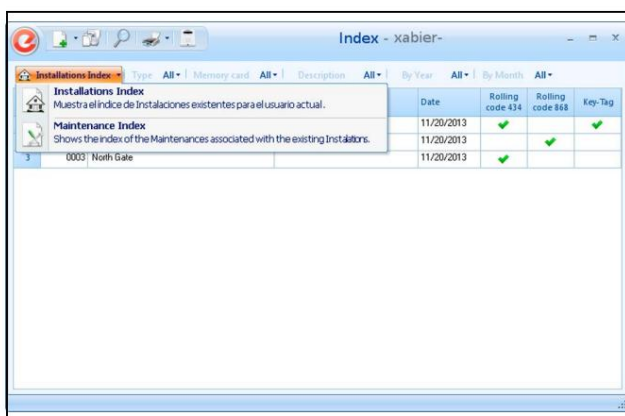 Index - xabier-
Installations Index Type All Memory card All Description All By Year All By Month All
Installations Index
Muestra el índice de Instalaciones existentes para el usuario actual.
Maintenance Index
Shows the index of the Maintenances associated with the existing Instalations.
Date Rolling code 434 Rolling code 868 Key-Tag
11/20/2013
11/20/2013
3 0003 North Gate 11/20/2013